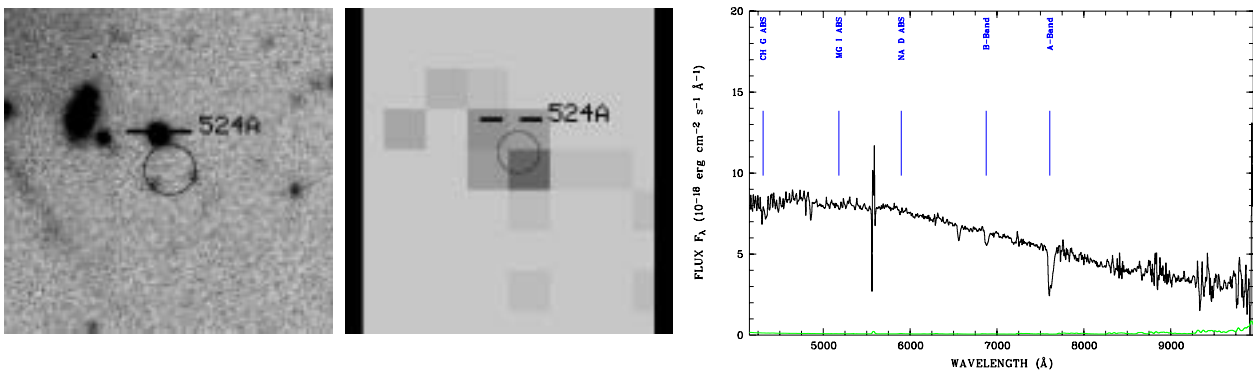 524A
524A
CH G ABS
MG I ABS
NA D ABS
B-Band
A-Band
20
15
10
5
0
FLUX Fλ (10⁻¹⁸ erg cm⁻² s⁻¹ Å⁻¹)
5000 6000 7000 8000 9000
WAVELENGTH (Å)